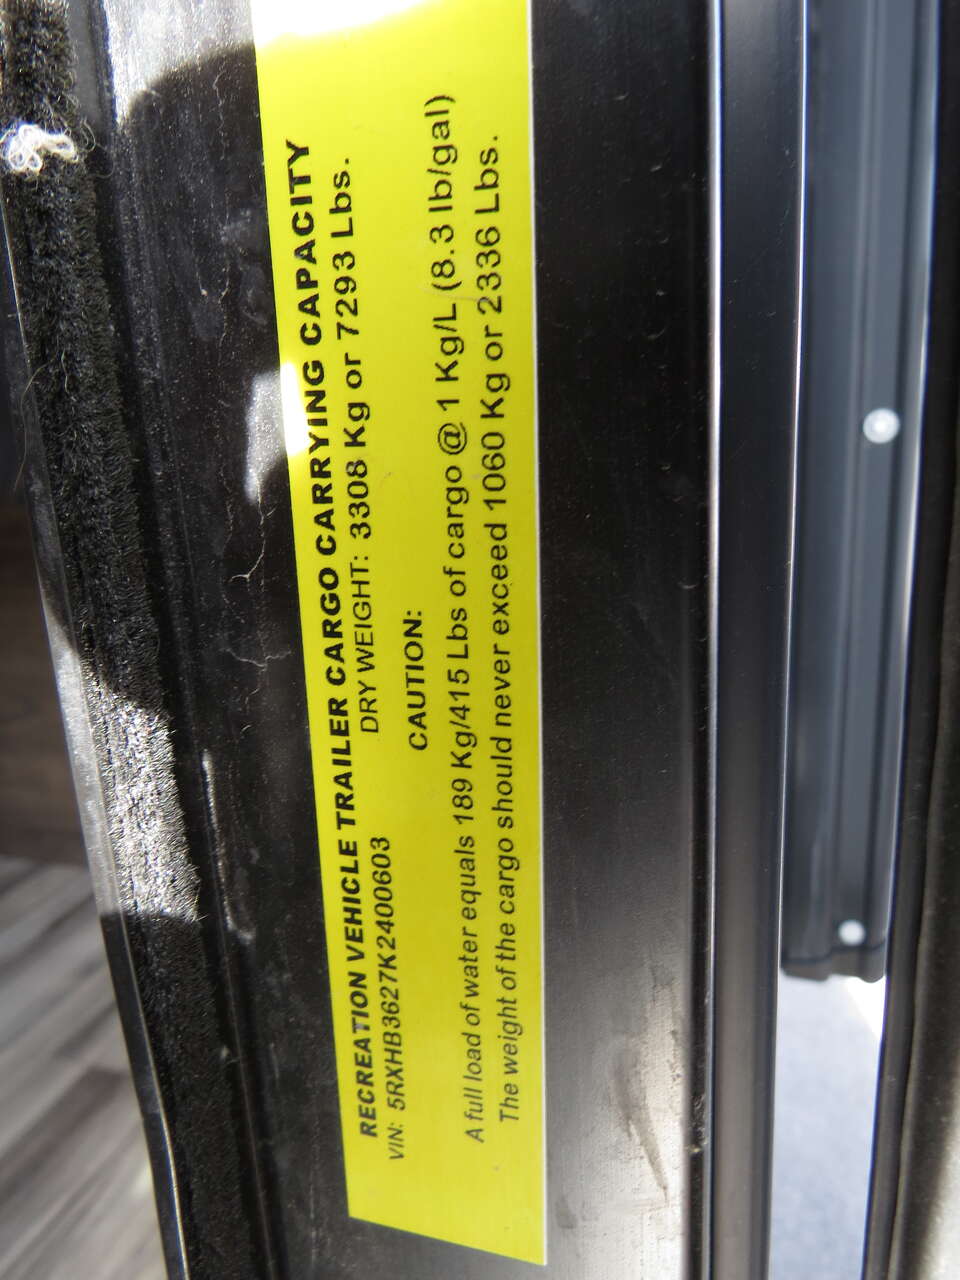 RECREATION VEHICLE TRAILER CARGO CARRYING CAPACITY
VIN: 5RXHB3627K2400603 DRY WEIGHT: 3308 Kg or 7293 Lbs.
CAUTION:
A full load of water equals 189 Kg/415 Lbs of cargo @ 1 Kg/L (8.3 lb/gal)
The weight of the cargo should never exceed 1060 Kg or 2336 Lbs.